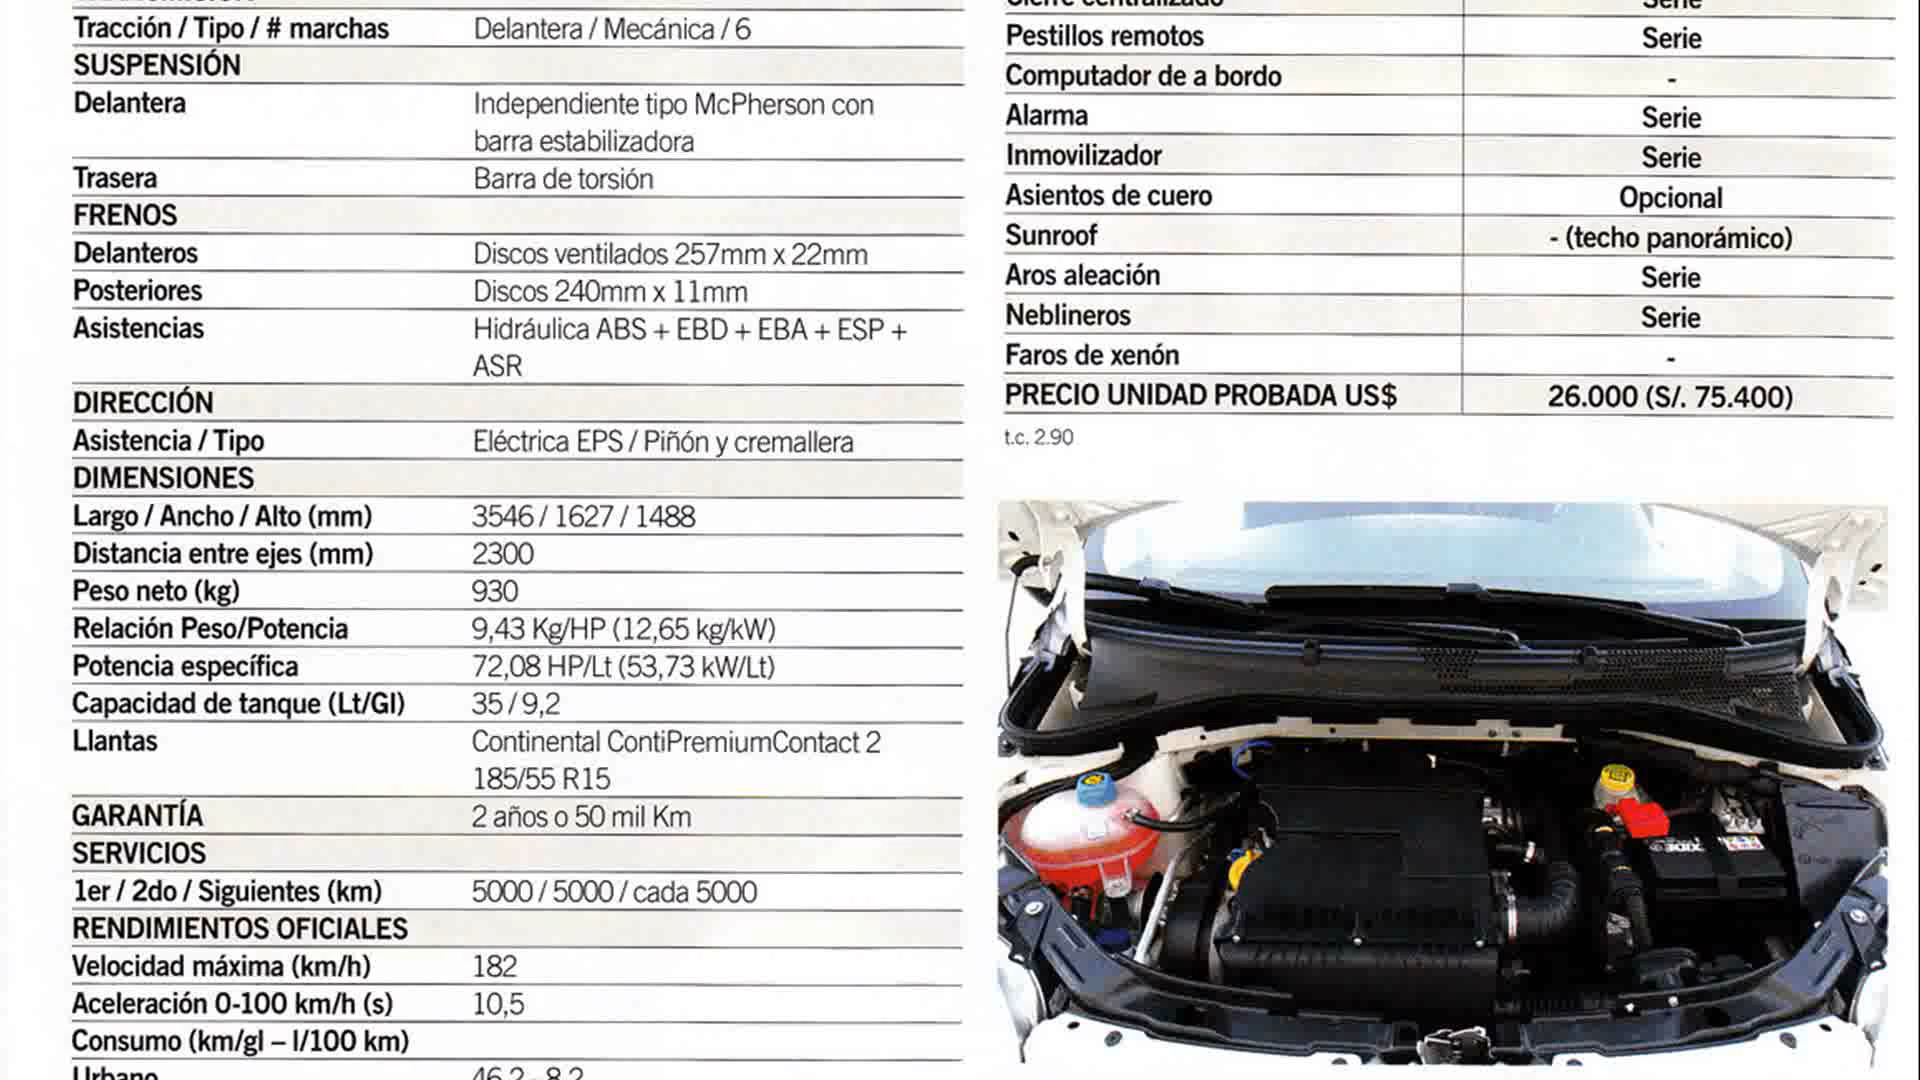 Tracción / Tipo / # marchas Delantera / Mecánica / 6
SUSPENSIÓN
Delantera Independiente tipo McPherson con
barra estabilizadora
Trasera Barra de torsión
FRENOS
Delanteros Discos ventilados 257mm x 22mm
Posteriores Discos 240mm x 11mm
Asistencias Hidráulica ABS + EBD + EBA + ESP +
ASR
DIRECCIÓN
Asistencia / Tipo Eléctrica EPS / Piñón y cremallera
DIMENSIONES
Largo / Ancho / Alto (mm) 3546 / 1627 / 1488
Distancia entre ejes (mm) 2300
Peso neto (kg) 930
Relación Peso/Potencia 9,43 Kg/HP (12,65 kg/kW)
Potencia específica 72,08 HP/Lt (53,73 kW/Lt)
Capacidad de tanque (Lt/Gl) 35 / 9,2
Llantas Continental ContiPremiumContact 2
185/55 R15
GARANTÍA 2 años o 50 mil Km
SERVICIOS
1er / 2do / Siguientes (km) 5000 / 5000 / cada 5000
RENDIMIENTOS OFICIALES
Velocidad máxima (km/h) 182
Aceleración 0-100 km/h (s) 10,5
Consumo (km/gl – l/100 km)
Urbano 46,2 - 8,2
Cierre centralizado Serie
Pestillos remotos Serie
Computador de a bordo -
Alarma Serie
Inmovilizador Serie
Asientos de cuero Opcional
Sunroof - (techo panorámico)
Aros aleación Serie
Neblineros Serie
Faros de xenón -
PRECIO UNIDAD PROBADA US$ 26.000 (S/. 75.400)
t.c. 2.90